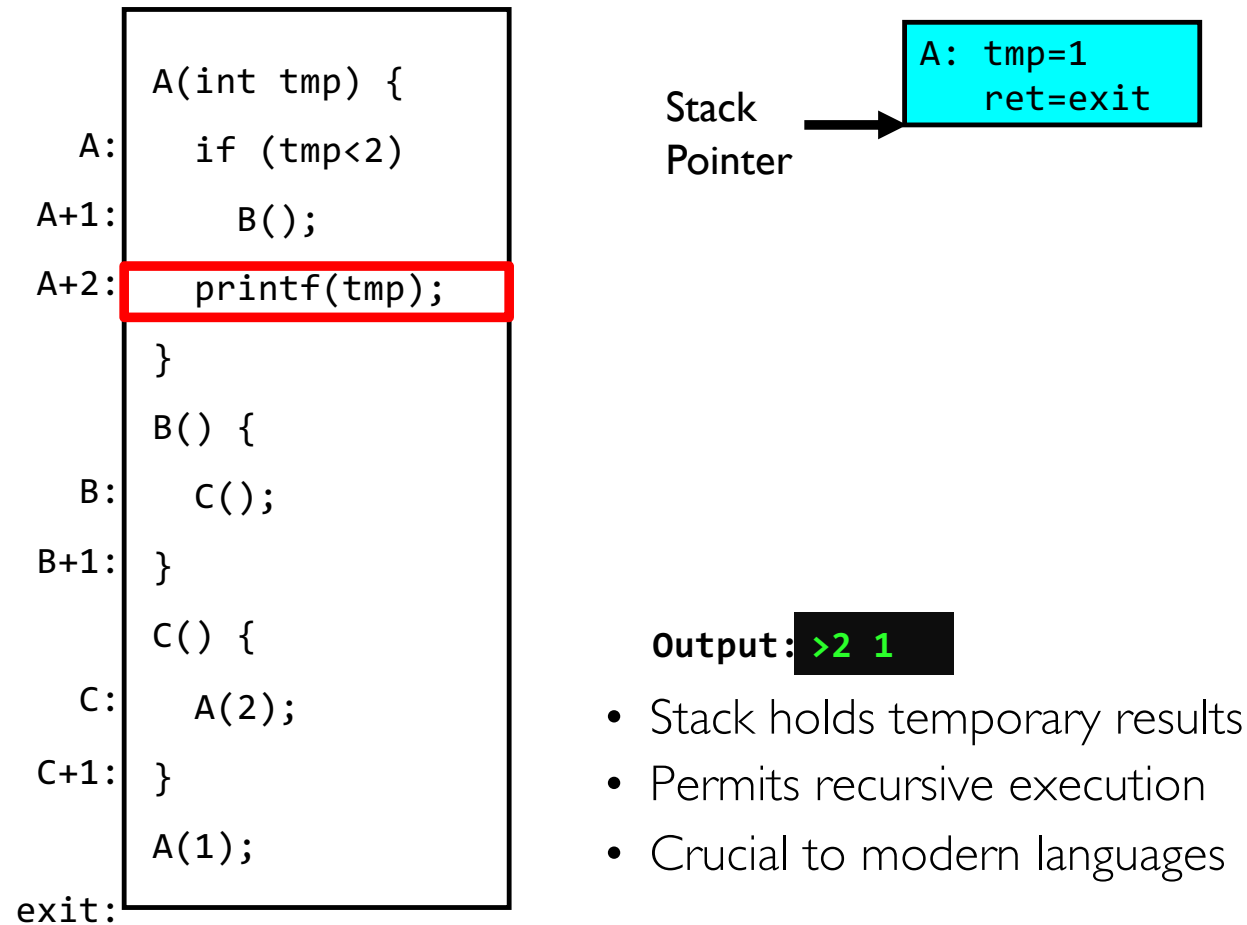 A(int tmp) {
A: if (tmp<2)
A+1: B();
A+2: printf(tmp);
}
B() {
B: C();
B+1: }
C() {
C: A(2);
C+1: }
A(1);
exit:
A: tmp=1
ret=exit
Stack
Pointer
Output: >2 1
• Stack holds temporary results
• Permits recursive execution
• Crucial to modern languages